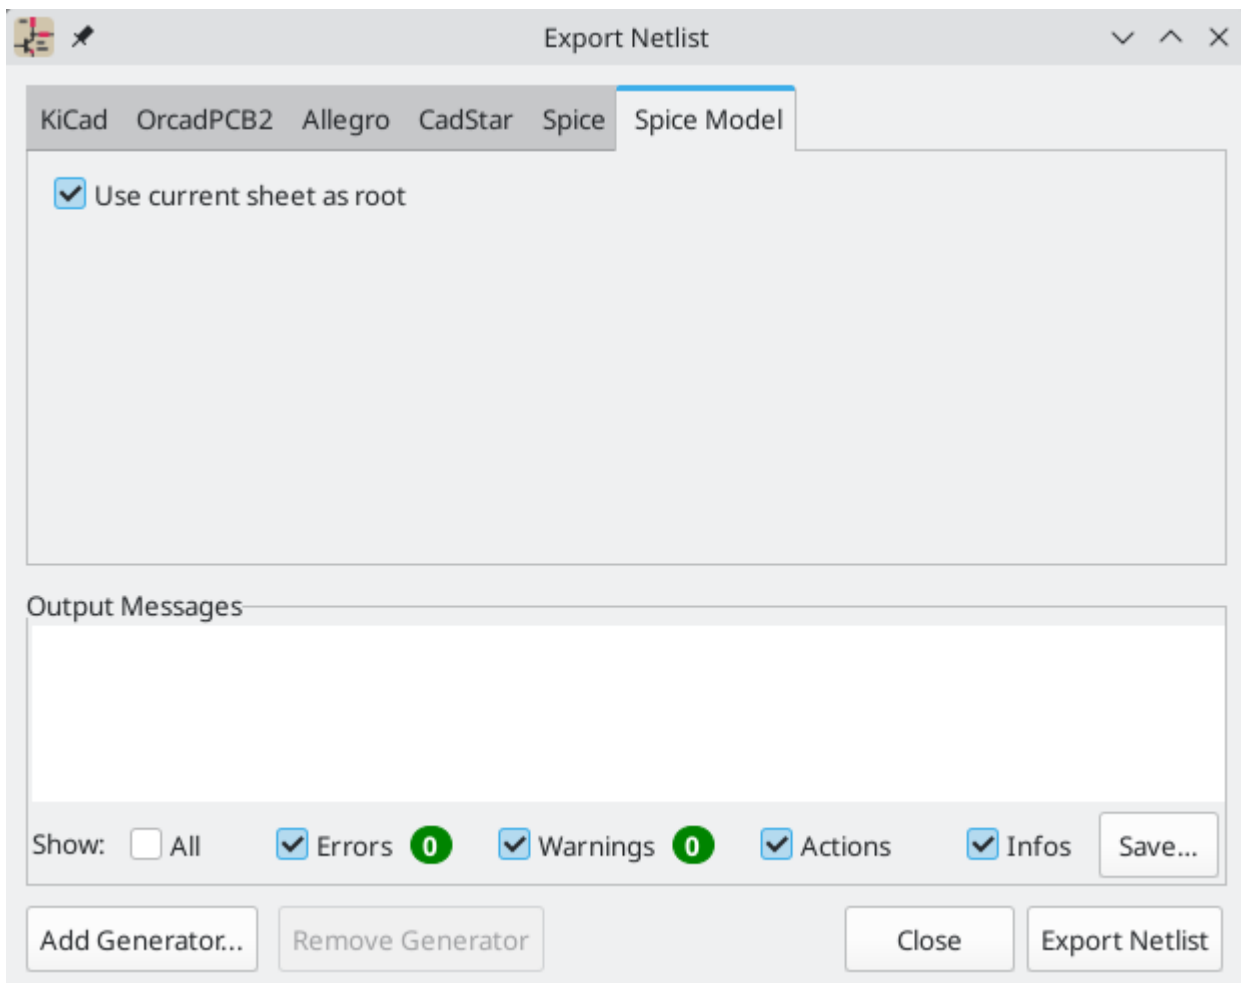 Export Netlist
KiCad OrcadPCB2 Allegro CadStar Spice Spice Model
Use current sheet as root
Output Messages
Show: All Errors 0 Warnings 0 Actions Infos Save...
Add Generator... Remove Generator Close Export Netlist